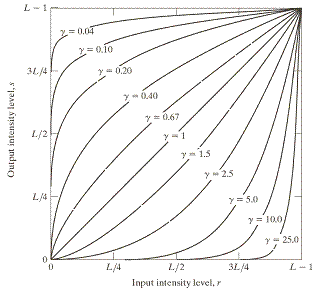 L − 1
γ = 0.04
γ = 0.10
γ = 0.20
3L/4
γ = 0.40
γ = 0.67
γ = 1
L/2
γ = 1.5
γ = 2.5
L/4
γ = 5.0
γ = 10.0
γ = 25.0
0
0 L/4 L/2 3L/4 L − 1
Input intensity level, r
Output intensity level, s